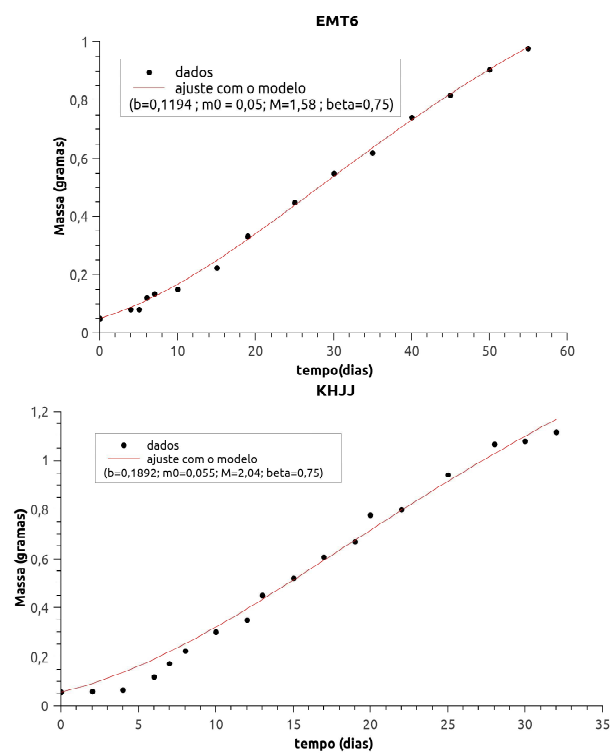 EMT6
1
0,8
0,6
0,4
0,2
0
Massa (gramas)
dados
ajuste com o modelo
(b=0,1194 ; m0 = 0,05; M=1,58 ; beta=0,75)
0 10 20 30 40 50 60
tempo(dias)
KHJJ
1,2
1
0,8
0,6
0,4
0,2
0
Massa (gramas)
dados
ajuste com o modelo
(b=0,1892; m0=0,055; M=2,04; beta=0,75)
0 5 10 15 20 25 30 35
tempo (dias)